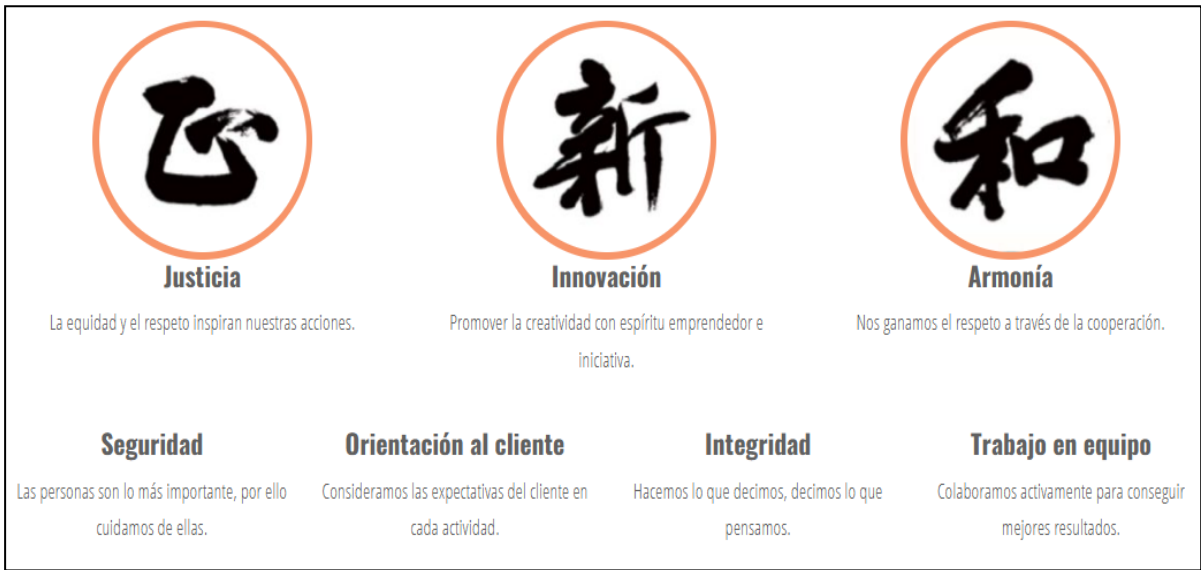 正
新
和
Justicia
Innovación
Armonía
La equidad y el respeto inspiran nuestras acciones.
Promover la creatividad con espíritu emprendedor e
iniciativa.
Nos ganamos el respeto a través de la cooperación.
Seguridad
Orientación al cliente
Integridad
Trabajo en equipo
Las personas son lo más importante, por ello
cuidamos de ellas.
Consideramos las expectativas del cliente en
cada actividad.
Hacemos lo que decimos, decimos lo que
pensamos.
Colaboramos activamente para conseguir
mejores resultados.